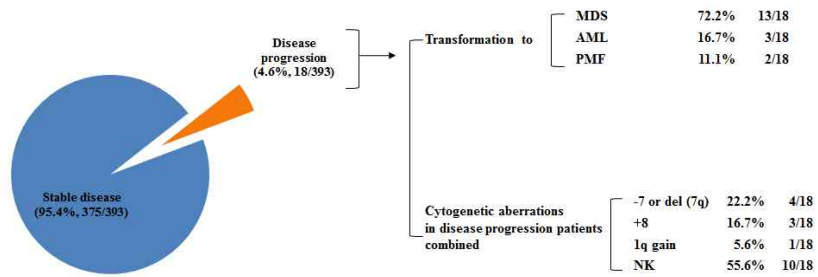 Disease
progression
(4.6%, 18/393)
Transformation to
MDS 72.2% 13/18
AML 16.7% 3/18
PMF 11.1% 2/18
Stable disease
(95.4%, 375/393)
Cytogenetic aberrations
in disease progression patients
combined
-7 or del (7q) 22.2% 4/18
+8 16.7% 3/18
1q gain 5.6% 1/18
NK 55.6% 10/18